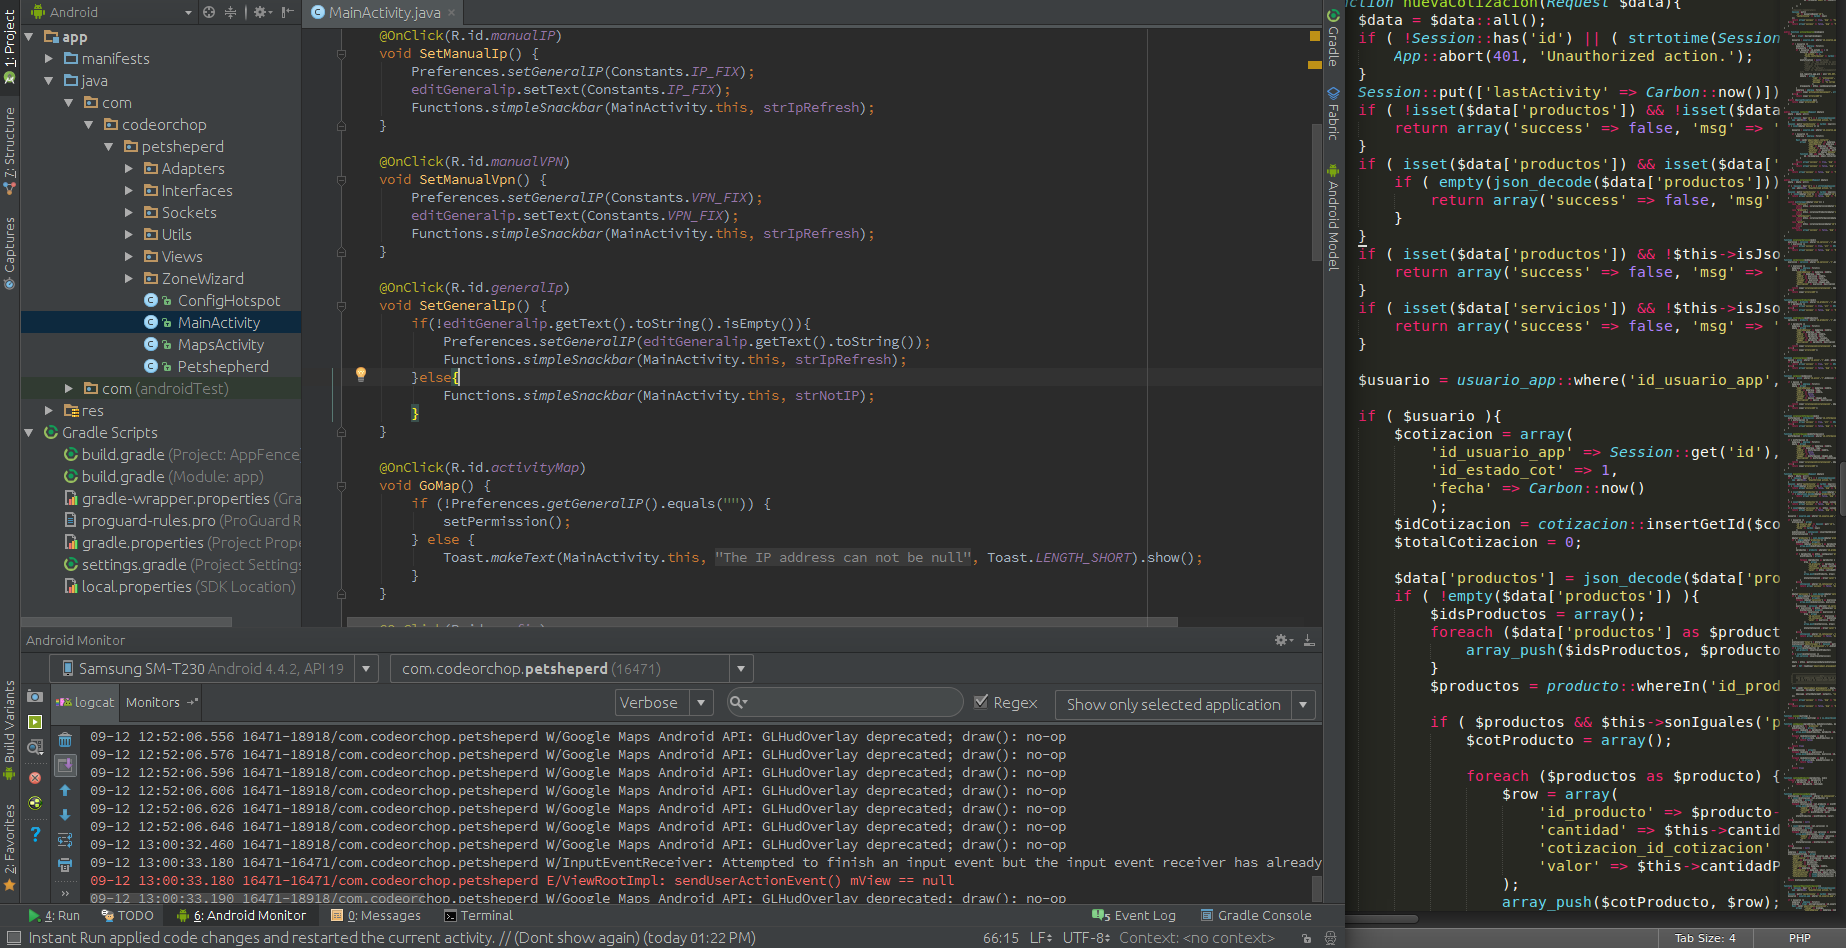 Android
1: Project
Z: Structure
Captures
Build Variants
2: Favorites
app
manifests
java
com
codeorchop
petsheperd
Adapters
Interfaces
Sockets
Utils
Views
ZoneWizard
ConfigHotspot
MainActivity
MapsActivity
Petshepherd
com (androidTest)
res
Gradle Scripts
build.gradle (Project: AppFence
build.gradle (Module: app)
gradle-wrapper.properties (Gra
proguard-rules.pro (ProGuard R
gradle.properties (Project Prop
settings.gradle (Project Settings
local.properties (SDK Location)
MainActivity.java
@OnClick(R.id.manualIP)
void SetManualIp() {
Preferences.setGeneralIP(Constants.IP_FIX);
editGeneralip.setText(Constants.IP_FIX);
Functions.simpleSnackbar(MainActivity.this, strIpRefresh);
}
@OnClick(R.id.manualVPN)
void SetManualVpn() {
Preferences.setGeneralIP(Constants.VPN_FIX);
editGeneralip.setText(Constants.VPN_FIX);
Functions.simpleSnackbar(MainActivity.this, strIpRefresh);
}
@OnClick(R.id.generalIp)
void SetGeneralIp() {
if(!editGeneralip.getText().toString().isEmpty()){
Preferences.setGeneralIP(editGeneralip.getText().toString());
Functions.simpleSnackbar(MainActivity.this, strIpRefresh);
}else{
Functions.simpleSnackbar(MainActivity.this, strNotIP);
}
}
@OnClick(R.id.activityMap)
void GoMap() {
if (!Preferences.getGeneralIP().equals("")) {
setPermission();
} else {
Toast.makeText(MainActivity.this, "The IP address can not be null", Toast.LENGTH_SHORT).show();
}
}
Gradle
Fabric
Android Model
Android Monitor
Samsung SM-T230 Android 4.4.2, API 19
com.codeorchop.petsheperd (16471)
logcat
Monitors
Verbose
Regex
Show only selected application
09-12 12:52:06.556 16471-18918/com.codeorchop.petsheperd W/Google Maps Android API: GLHudOverlay deprecated; draw(): no-op
09-12 12:52:06.576 16471-18918/com.codeorchop.petsheperd W/Google Maps Android API: GLHudOverlay deprecated; draw(): no-op
09-12 12:52:06.596 16471-18918/com.codeorchop.petsheperd W/Google Maps Android API: GLHudOverlay deprecated; draw(): no-op
09-12 12:52:06.606 16471-18918/com.codeorchop.petsheperd W/Google Maps Android API: GLHudOverlay deprecated; draw(): no-op
09-12 12:52:06.626 16471-18918/com.codeorchop.petsheperd W/Google Maps Android API: GLHudOverlay deprecated; draw(): no-op
09-12 12:52:06.646 16471-18918/com.codeorchop.petsheperd W/Google Maps Android API: GLHudOverlay deprecated; draw(): no-op
09-12 13:00:32.460 16471-18918/com.codeorchop.petsheperd W/Google Maps Android API: GLHudOverlay deprecated; draw(): no-op
09-12 13:00:33.180 16471-16471/com.codeorchop.petsheperd W/InputEventReceiver: Attempted to finish an input event but the input event receiver has already
09-12 13:00:33.180 16471-16471/com.codeorchop.petsheperd E/ViewRootImpl: sendUserActionEvent() mView == null
09-12 13:00:33.190 16471-18918/com.codeorchop.petsheperd W/Google Maps Android API: GLHudOverlay deprecated; draw(): no-op
4: Run
TODO
6: Android Monitor
0: Messages
Terminal
Event Log
Gradle Console
Instant Run applied code changes and restarted the current activity. // (Dont show again) (today 01:22 PM)
66:15
LF
UTF-8
Context: <no context>
nction nuevaCotizacion(Request $data){
$data = $data::all();
if ( !Session::has('id') || ( strtotime(Session
App::abort(401, 'Unauthorized action.');
}
Session::put(['lastActivity' => Carbon::now()])
if ( !isset($data['productos']) && !isset($data
return array('success' => false, 'msg' => '
}
if ( isset($data['productos']) && isset($data['
if ( empty(json_decode($data['productos']))
return array('success' => false, 'msg'
}
}
if ( isset($data['productos']) && !$this->isJso
return array('success' => false, 'msg' => '
}
if ( isset($data['servicios']) && !$this->isJso
return array('success' => false, 'msg' => '
}
$usuario = usuario_app::where('id_usuario_app',
if ( $usuario ){
$cotizacion = array(
'id_usuario_app' => Session::get('id'),
'id_estado_cot' => 1,
'fecha' => Carbon::now()
);
$idCotizacion = cotizacion::insertGetId($co
$totalCotizacion = 0;
$data['productos'] = json_decode($data['pro
if ( !empty($data['productos']) ){
$idsProductos = array();
foreach ($data['productos'] as $product
array_push($idsProductos, $producto
}
$productos = producto::whereIn('id_prod
if ( $productos && $this->sonIguales('p
$cotProducto = array();
foreach ($productos as $producto) {
$row = array(
'id_producto' => $producto-
'cantidad' => $this->cantid
'cotizacion_id_cotizacion'
'valor' => $this->cantidadP
);
array_push($cotProducto, $row);
Tab Size: 4
PHP